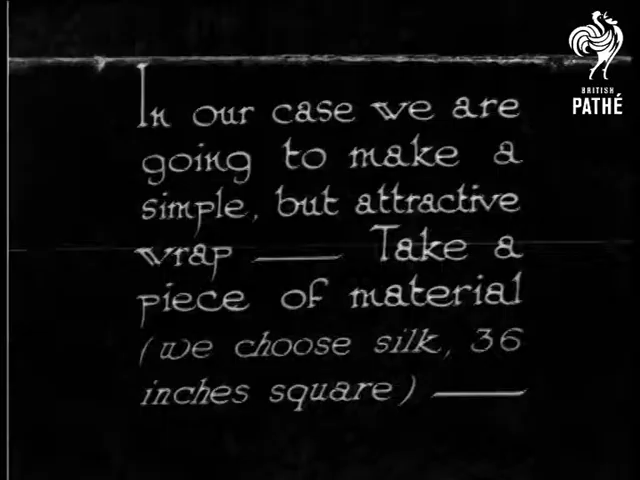 In our case we are
going to make a
simple, but attractive
wrap —— Take a
piece of material
(we choose silk, 36
inches square) ——
BRITISH
PATHÉ